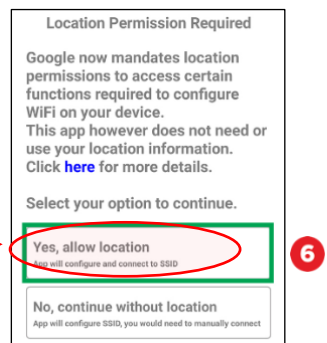 Location Permission Required
Google now mandates location
permissions to access certain
functions required to configure
WiFi on your device.
This app however does not need or
use your location information.
Click here for more details.
Select your option to continue.
Yes, allow location
App will configure and connect to SSID
6
No, continue without location
App will configure SSID, you would need to manually connect